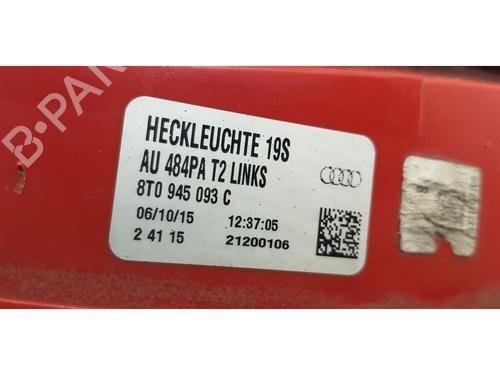 B-PARTS
HECKLEUCHTE 19S
AU 484PA T2 LINKS
8T0 945 093 C
06/10/15 12:37:05
2 41 15 21200106